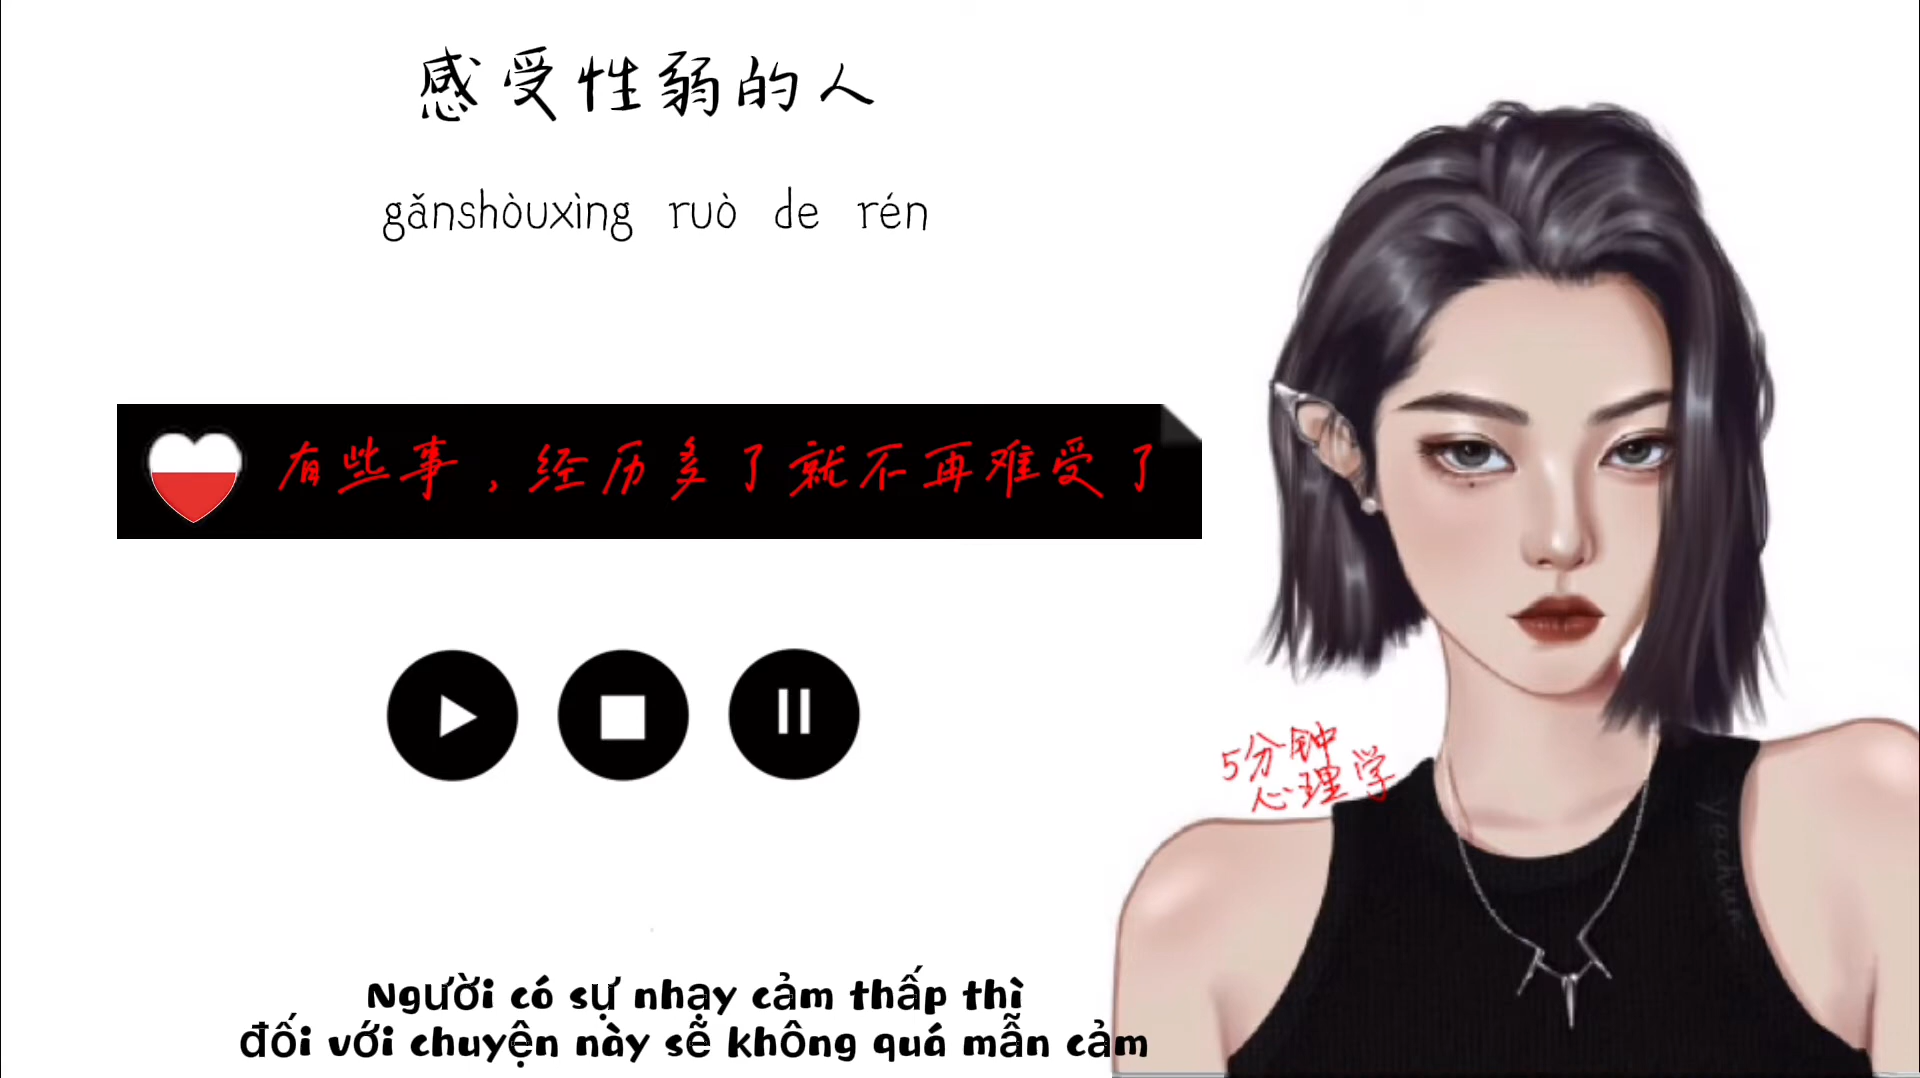 感受性弱的人
gǎnshòuxìng ruò de rén
有些事，经历多了就不再难受了
5分钟
心理学
yechun
Người có sự nhạy cảm thấp thì
đối với chuyện này sẽ không quá mẫn cảm